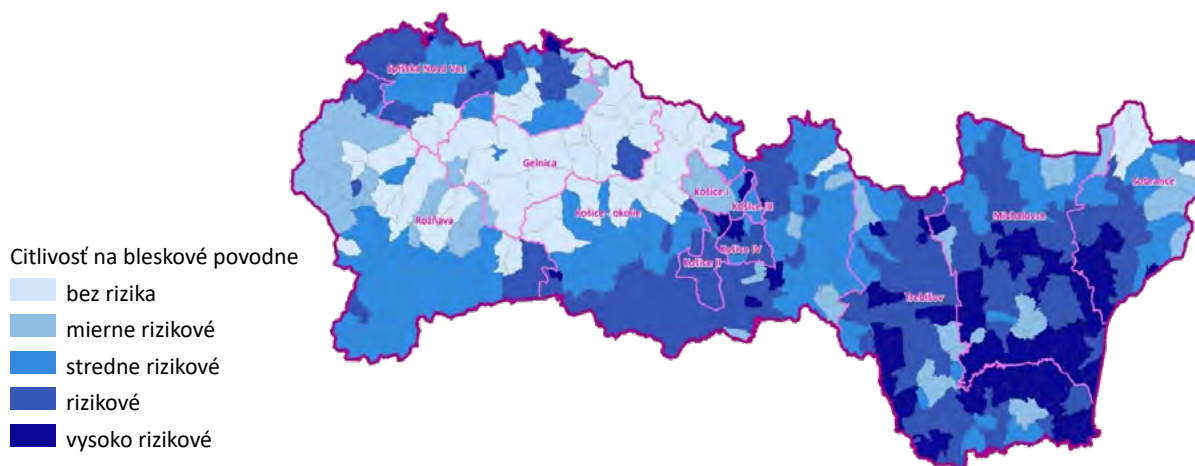 Spišská Nová Ves
Gelnica
Rožňava
Košice - okolie
Košice I
Košice III
Košice IV
Košice II
Michalovce
Sobrance
Trebišov
Citlivosť na bleskové povodne
bez rizika
mierne rizikové
stredne rizikové
rizikové
vysoko rizikové